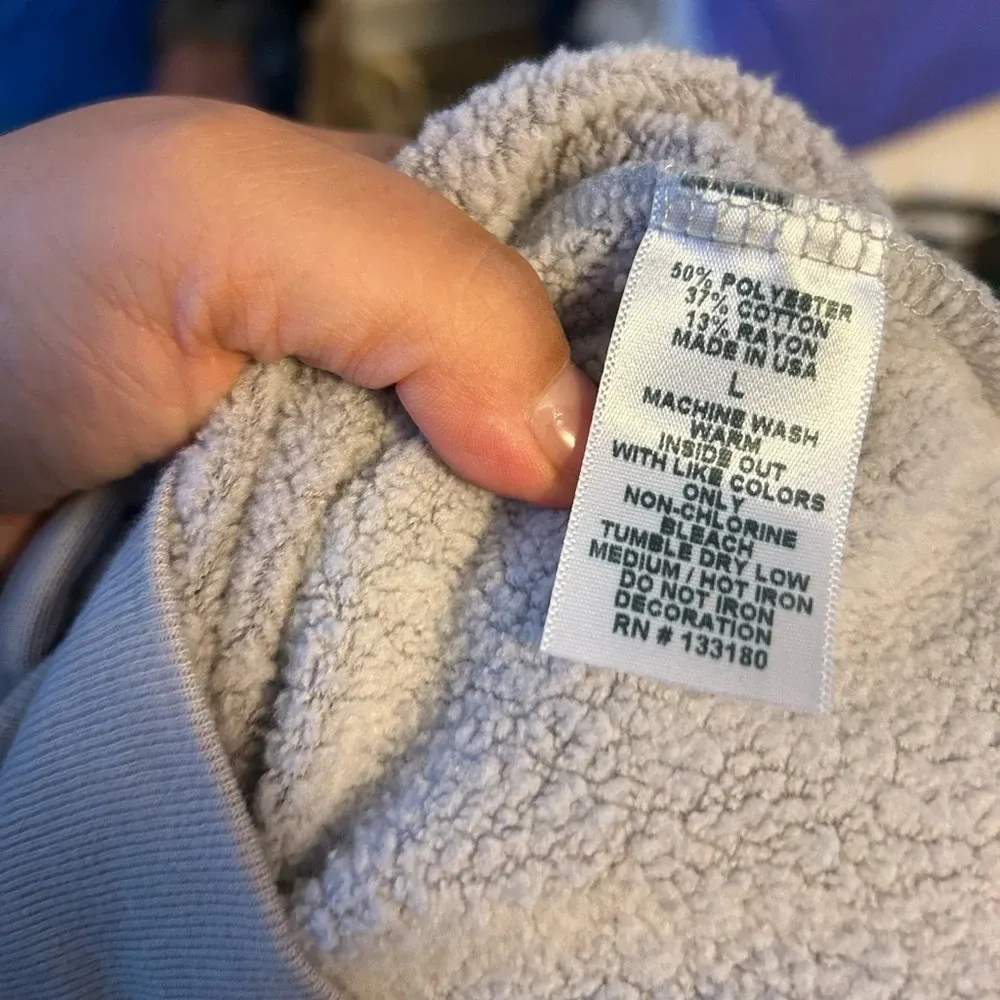 50% POLYESTER
37% COTTON
13% RAYON
MADE IN USA
L
MACHINE WASH
WARM
INSIDE OUT
WITH LIKE COLORS
ONLY
NON-CHLORINE
BLEACH
TUMBLE DRY LOW
MEDIUM / HOT IRON
DO NOT IRON
DECORATION
RN # 133180